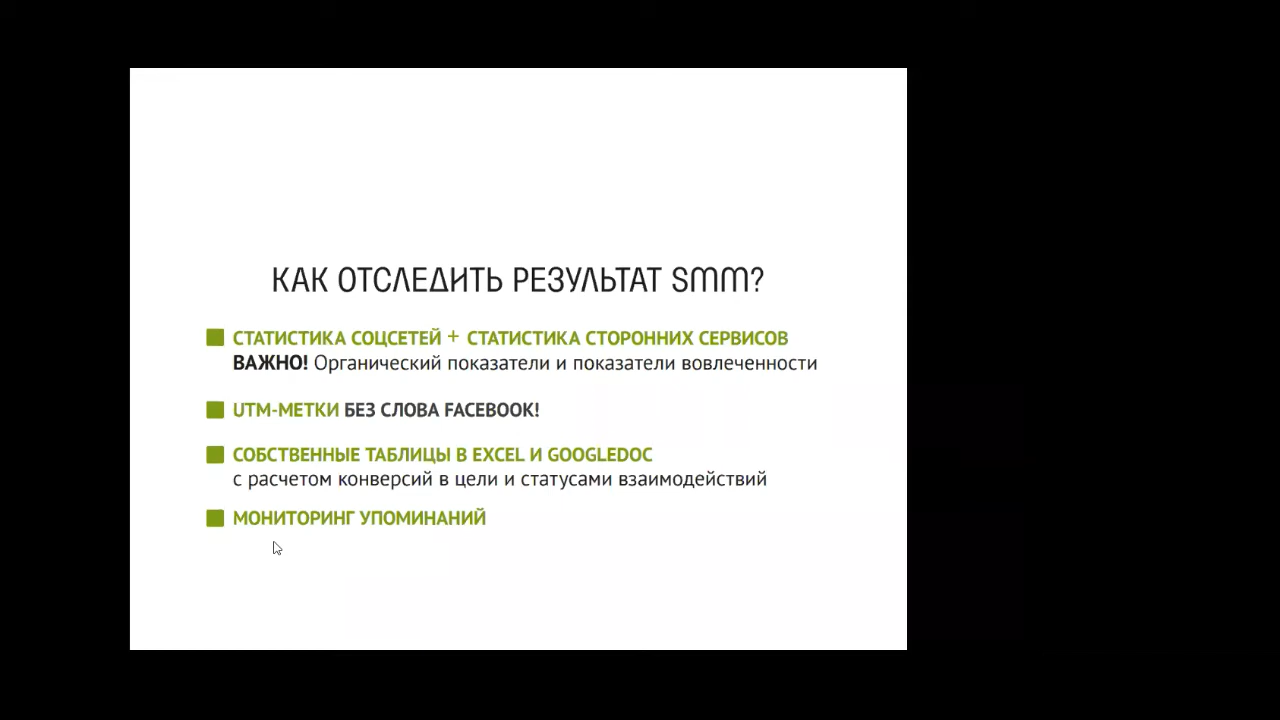 КАК ОТСЛЕДИТЬ РЕЗУЛЬТАТ SMM?
СТАТИСТИКА СОЦСЕТЕЙ + СТАТИСТИКА СТОРОННИХ СЕРВИСОВ
ВАЖНО! Органический показатели и показатели вовлеченности
UTM-МЕТКИ БЕЗ СЛОВА FACEBOOK!
СОБСТВЕННЫЕ ТАБЛИЦЫ В EXCEL И GOOGLEDOC
с расчетом конверсий в цели и статусами взаимодействий
МОНИТОРИНГ УПОМИНАНИЙ